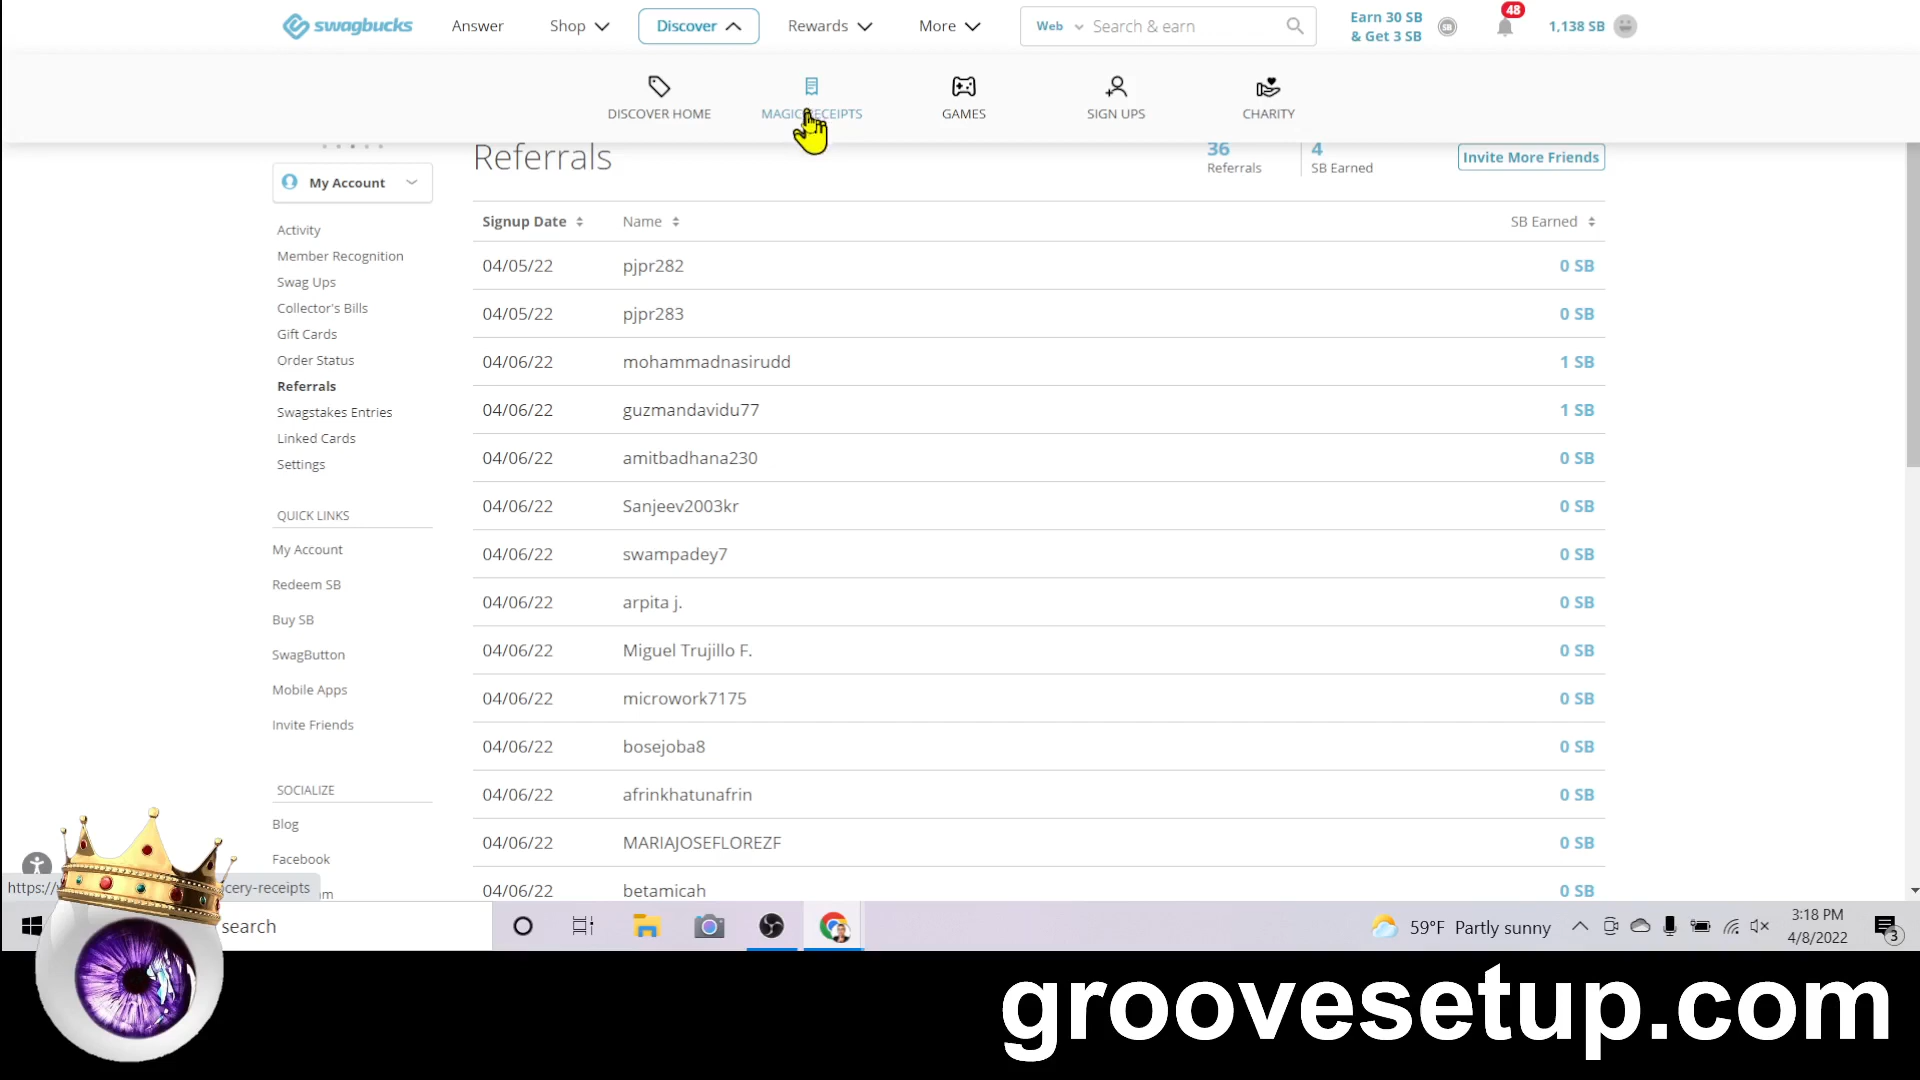 swagbucks Answer Shop Discover Rewards More Web Search & earn Earn 30 SB & Get 3 SB 48 1,138 SB
DISCOVER HOME MAGIC RECEIPTS GAMES SIGN UPS CHARITY
Referrals 36 Referrals 4 SB Earned Invite More Friends
My Account
Activity
Member Recognition
Swag Ups
Collector's Bills
Gift Cards
Order Status
Referrals
Swagstakes Entries
Linked Cards
Settings
QUICK LINKS
My Account
Redeem SB
Buy SB
SwagButton
Mobile Apps
Invite Friends
SOCIALIZE
Blog
Facebook
Signup Date Name SB Earned
04/05/22 pjpr282 0 SB
04/05/22 pjpr283 0 SB
04/06/22 mohammadnasirudd 1 SB
04/06/22 guzmandavidu77 1 SB
04/06/22 amitbadhana230 0 SB
04/06/22 Sanjeev2003kr 0 SB
04/06/22 swampadey7 0 SB
04/06/22 arpita j. 0 SB
04/06/22 Miguel Trujillo F. 0 SB
04/06/22 microwork7175 0 SB
04/06/22 bosejoba8 0 SB
04/06/22 afrinkhatunafrin 0 SB
04/06/22 MARIAJOSEFLOREZF 0 SB
04/06/22 betamicah 0 SB
https:// cery-receipts
search 59°F Partly sunny 3:18 PM
4/8/2022 3
groovesetup.com